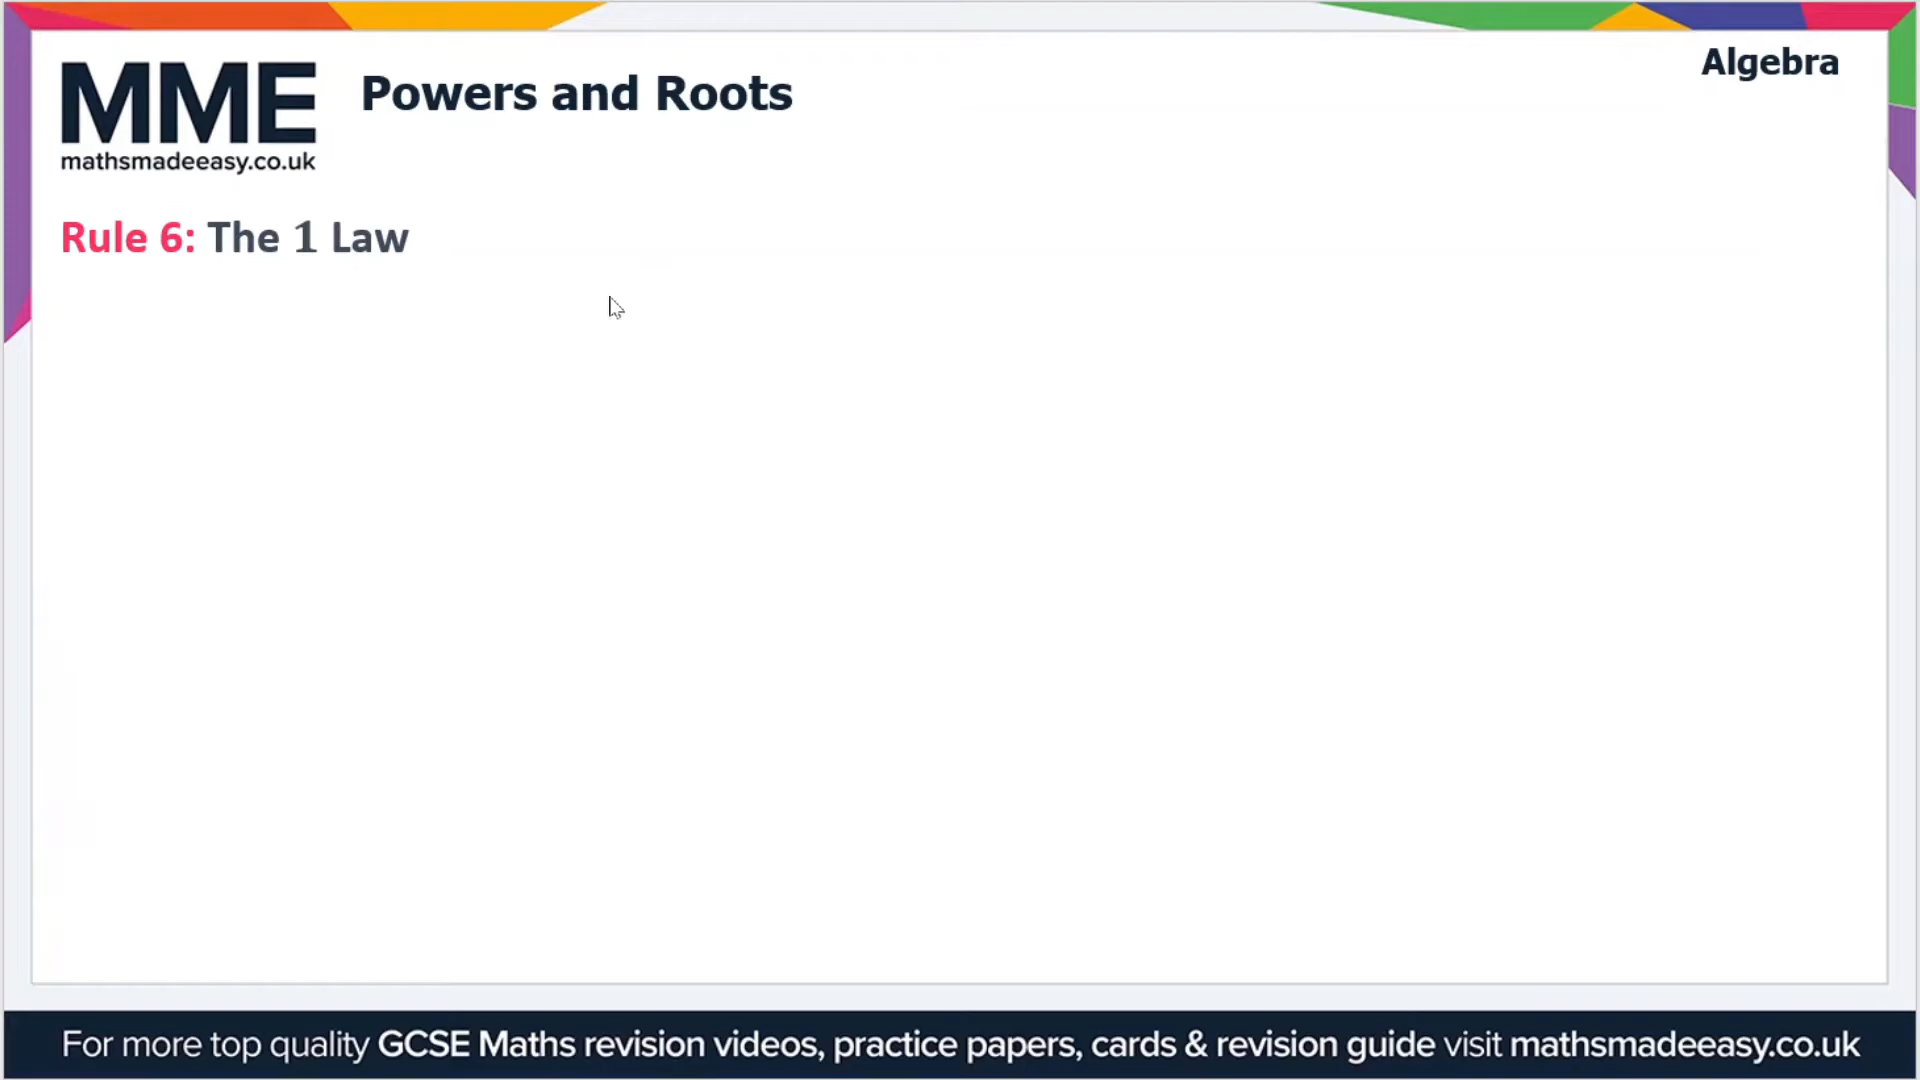 Algebra
MME
mathsmadeeasy.co.uk
Powers and Roots
Rule 6: The 1 Law
For more top quality GCSE Maths revision videos, practice papers, cards & revision guide visit mathsmadeeasy.co.uk